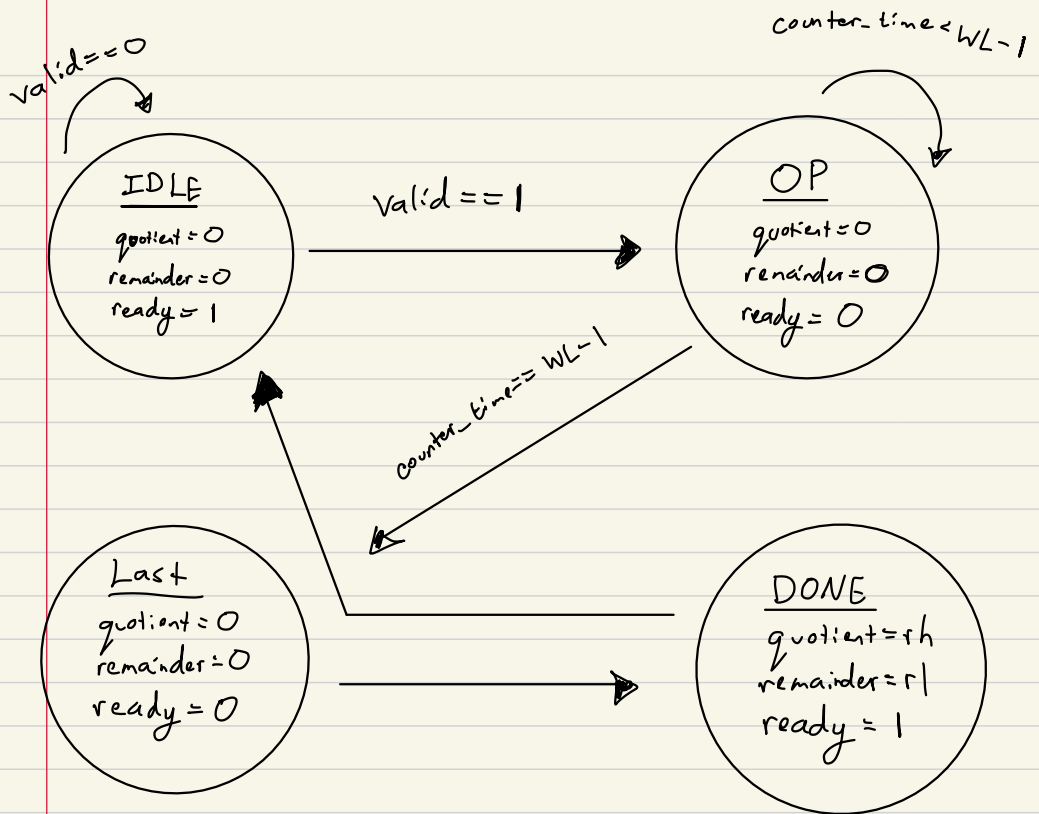 counter_time < WL-1
valid==0
IDLE
quotient=0
remainder=0
ready=1
valid==1
OP
quotient=0
remainder=0
ready=0
counter_time==WL-1
Last
quotient=0
remainder=0
ready=0
DONE
quotient=rh
remainder=rl
ready=1